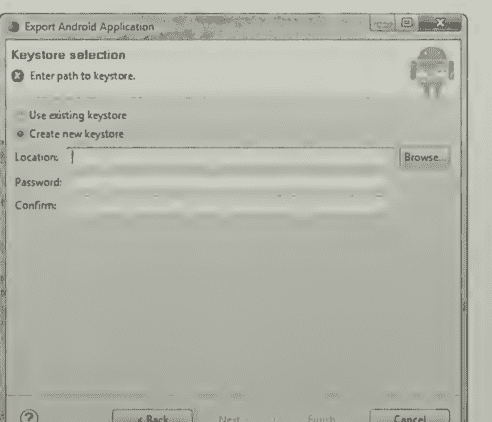 Export Android Application
Keystore selection
Enter path to keystore.
Use existing keystore
Create new keystore
Location:
Browse...
Password:
Confirm:
?
< Back
Next
Finish
Cancel